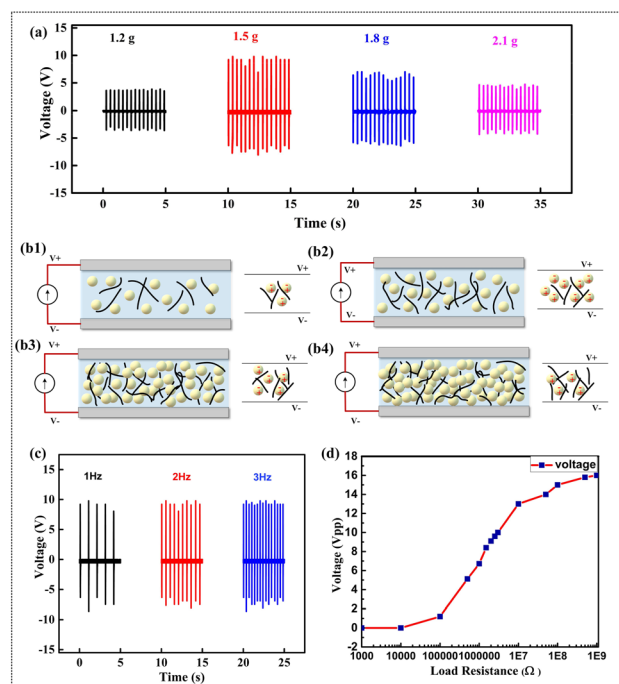 (a)
1.2 g 1.5 g 1.8 g 2.1 g
Voltage (V)
15
10
5
0
-5
-10
-15
0 5 10 15 20 25 30 35
Time (s)
(b1) V+ V- V+ V-
(b2) V+ V- V+ V-
(b3) V+ V- V+ V-
(b4) V+ V- V+ V-
(c)
1Hz 2Hz 3Hz
Voltage (V)
15
10
5
0
-5
-10
-15
0 5 10 15 20 25
Time (s)
(d)
voltage
Voltage (Vpp)
18
16
14
12
10
8
6
4
2
0
1000 10000 100000 1000000 1E7 1E8 1E9
Load Resistance (Ω)